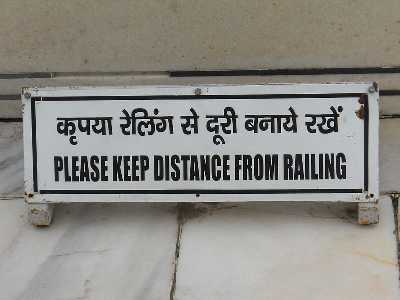 कृपया रेलिंग से दूरी बनाये रखें
PLEASE KEEP DISTANCE FROM RAILING